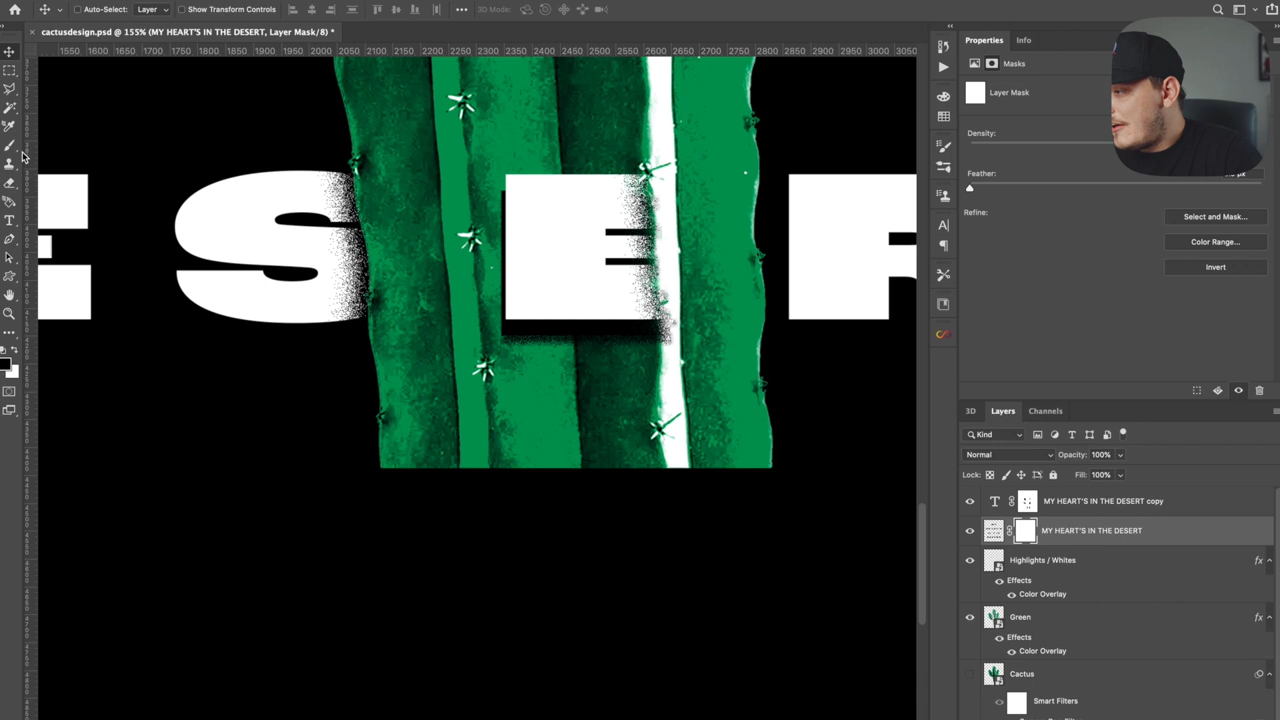 Auto-Select: Layer Show Transform Controls 3D Mode:
cactusdesign.psd @ 155% (MY HEART'S IN THE DESERT, Layer Mask/8) *
1550 1600 1650 1700 1750 1800 1850 1900 1950 2000 2050 2100 2150 2200 2250 2300 2350 2400 2450 2500 2550 2600 2650 2700 2750 2800 2850 2900 2950 3000 3050
Properties Info
Masks
Layer Mask
Density:
Feather:
Refine:
Select and Mask...
Color Range...
Invert
E S E R
3D Layers Channels
Kind
Normal Opacity: 100%
Lock: Fill: 100%
T MY HEART'S IN THE DESERT copy
MY HEART'S IN THE DESERT
Highlights / Whites fx
Effects
Color Overlay
Green fx
Effects
Color Overlay
Cactus
Smart Filters